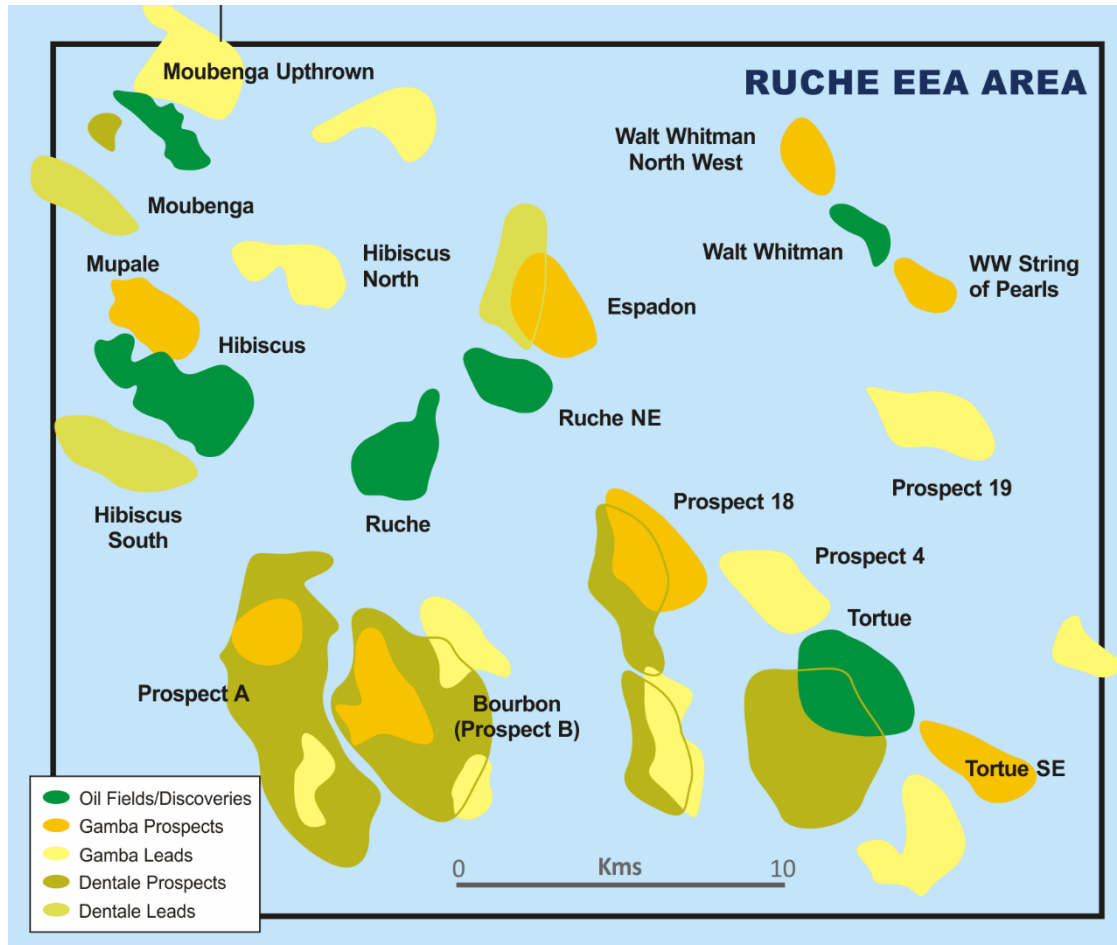 Moubenga Upthrown
RUCHE EEA AREA
Walt Whitman
North West
Moubenga
Walt Whitman
Mupale
Hibiscus
North
WW String
of Pearls
Espadon
Hibiscus
Ruche NE
Prospect 19
Hibiscus
South
Ruche
Prospect 18
Prospect 4
Tortue
Prospect A
Bourbon
(Prospect B)
Tortue SE
Oil Fields/Discoveries
Gamba Prospects
Gamba Leads
Dentale Prospects
Dentale Leads
0 Kms 10